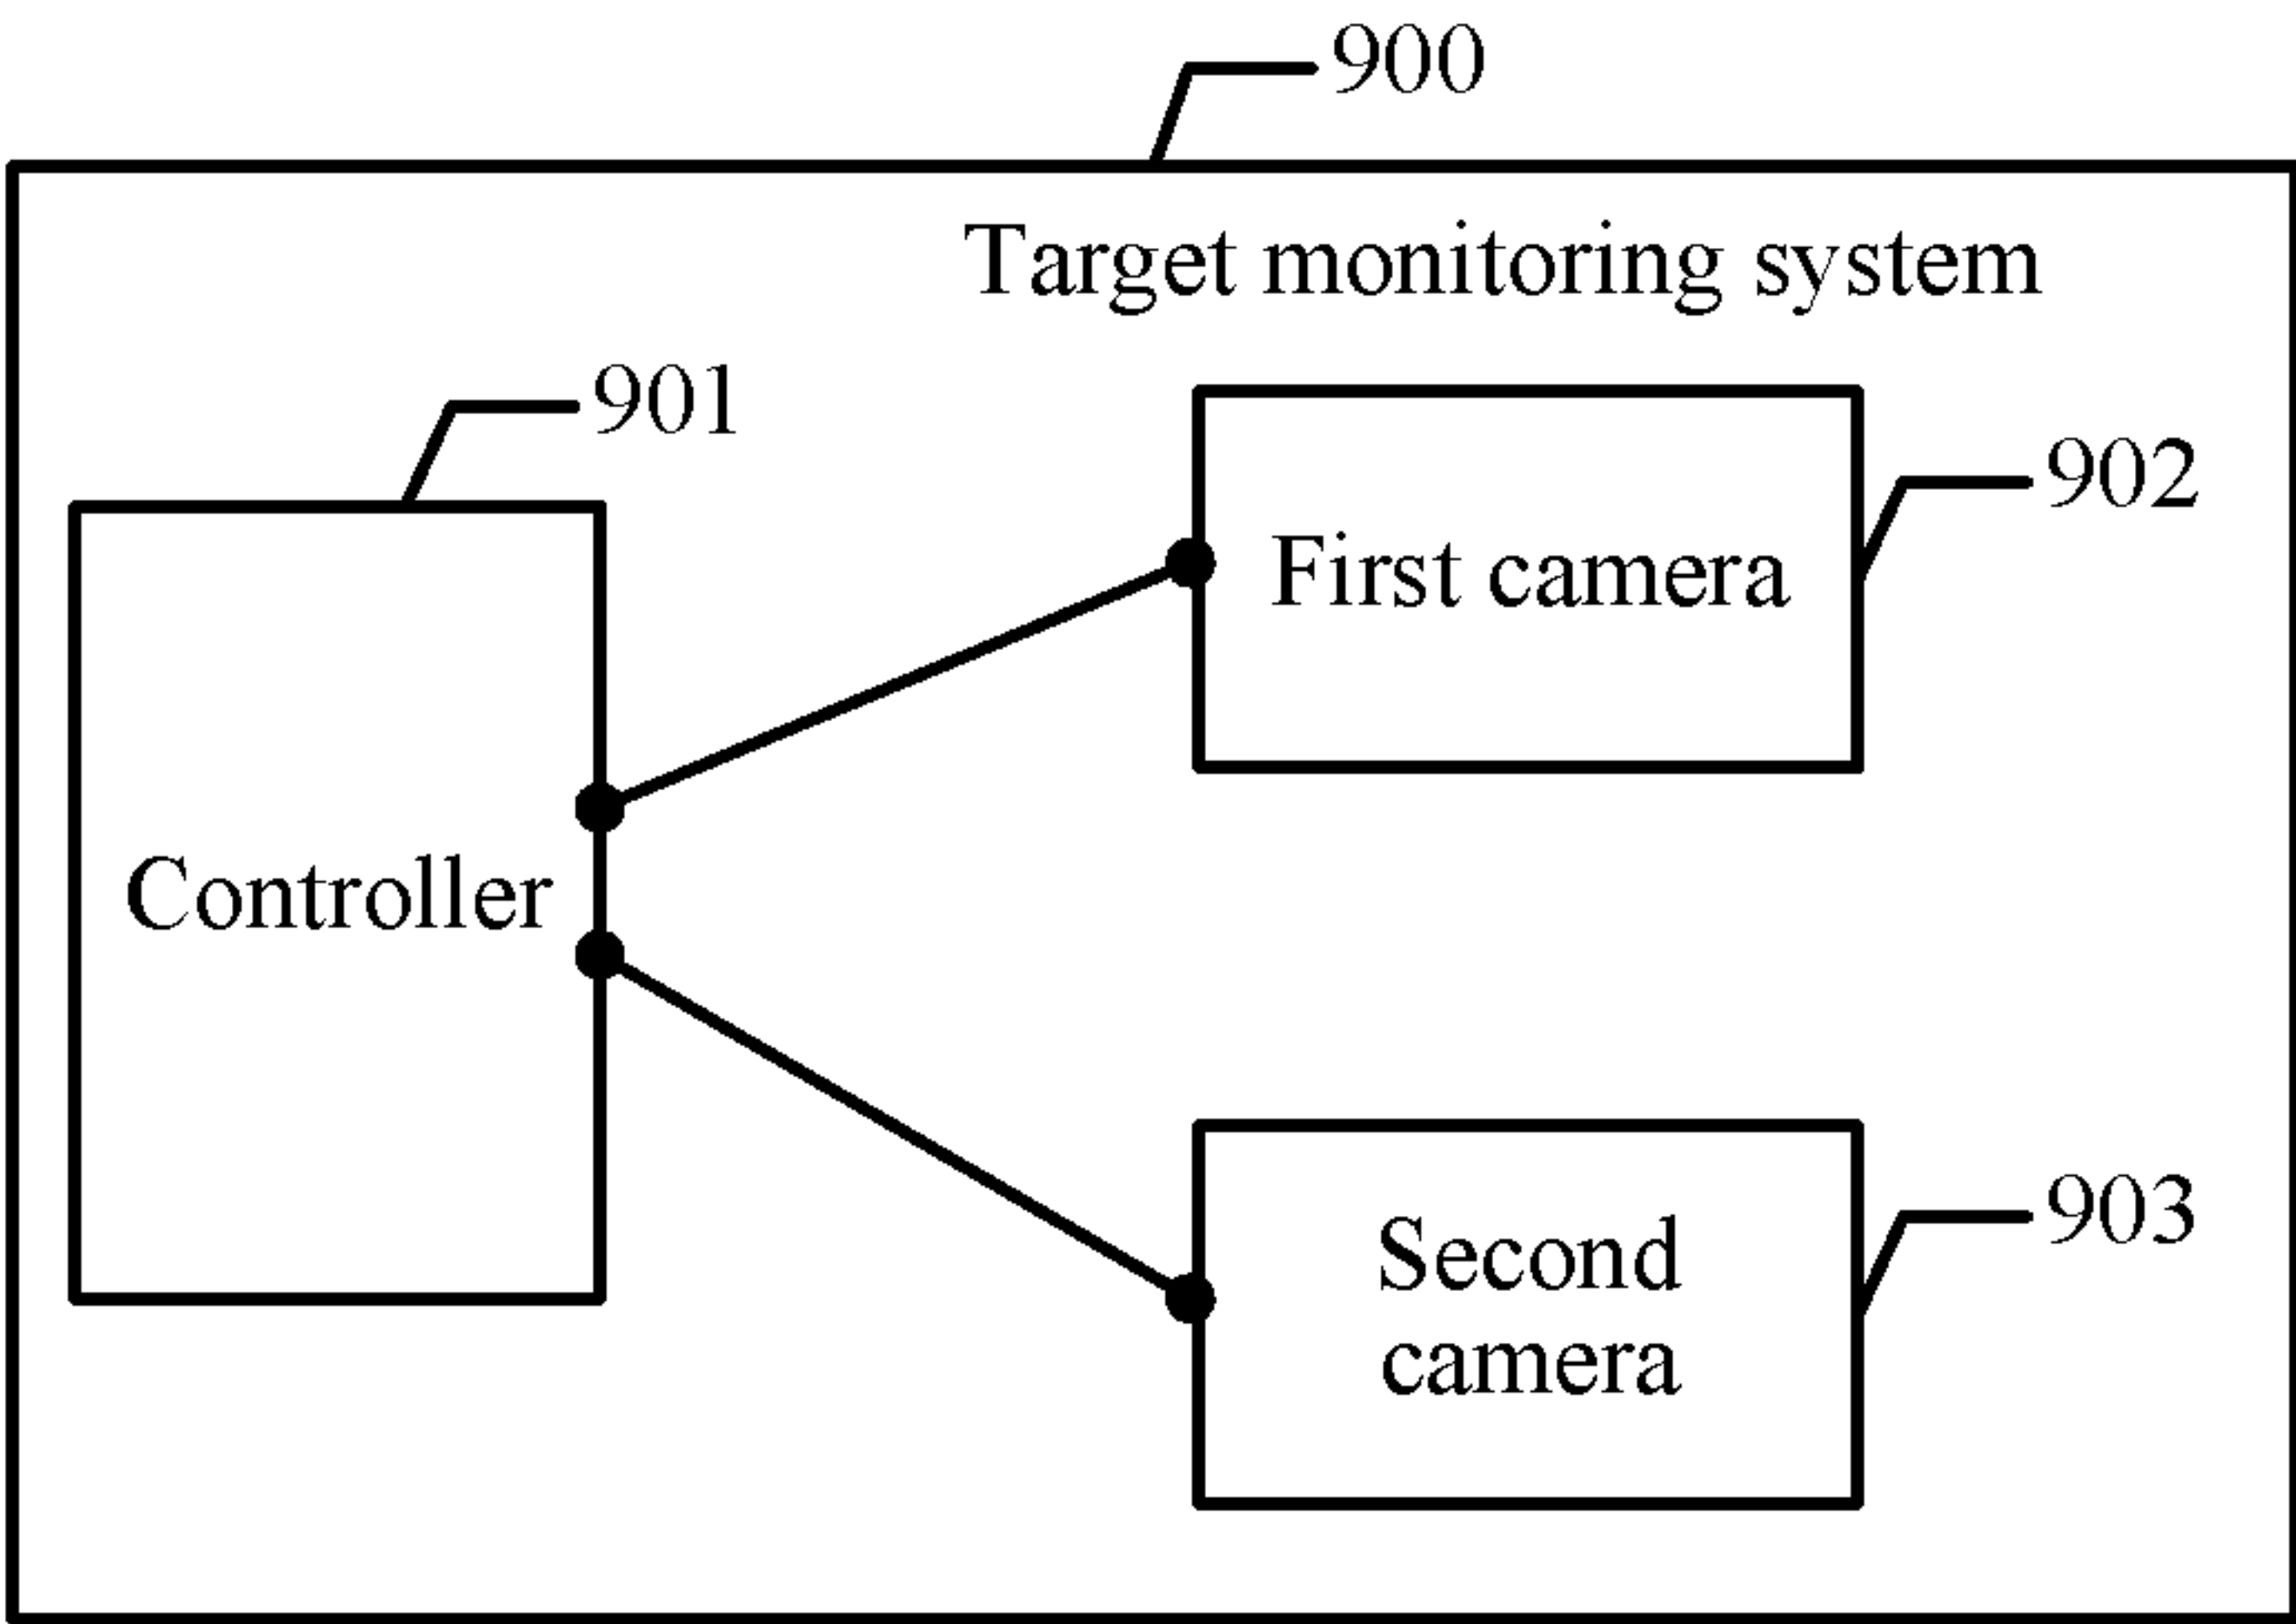 900
Target monitoring system
901
902
First camera
Controller
903
Second
camera